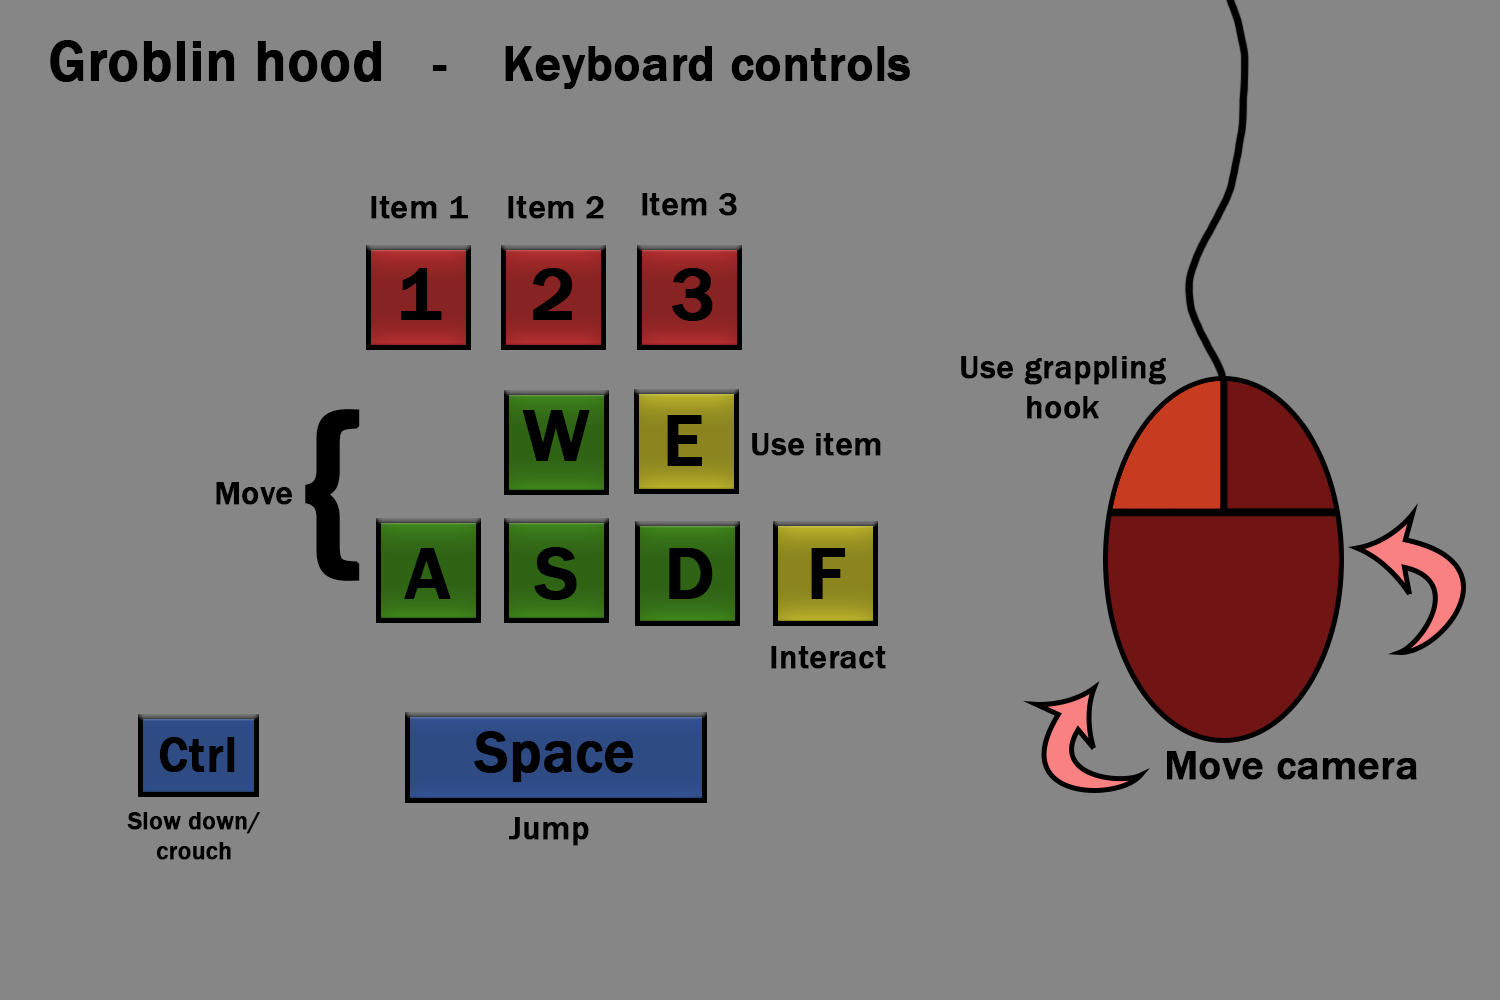 Groblin hood - Keyboard controls
Item 1 Item 2 Item 3
1 2 3
Use grappling
hook
W E Use item
Move {
A S D F
Interact
Ctrl Space
Move camera
Slow down/
crouch
Jump